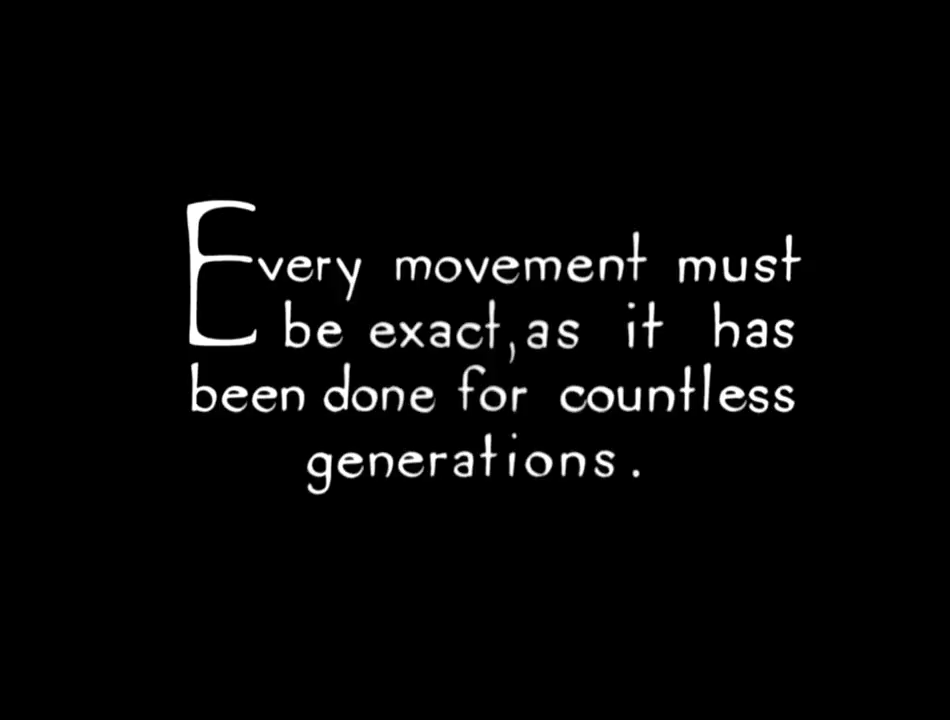 Every movement must
be exact, as it has
been done for countless
generations.